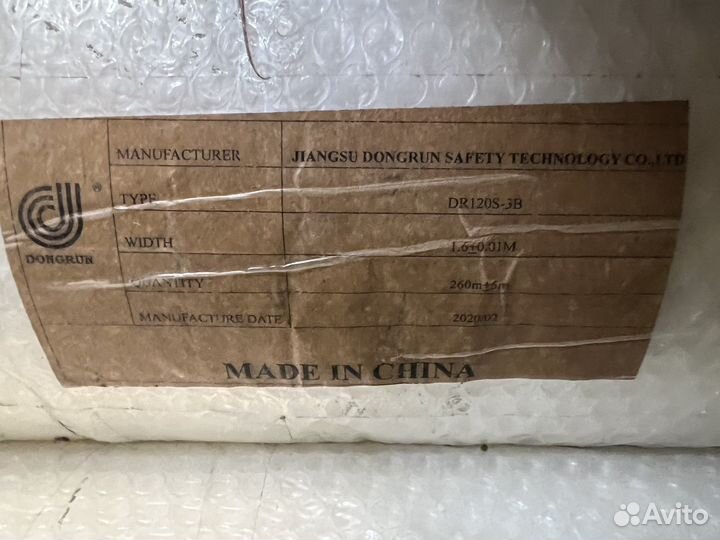 MANUFACTURER JIANGSU DONGRUN SAFETY TECHNOLOGY CO.,LTD
®
DONGRUN
TYPE DR120S-3B
WIDTH 1.6±0.01M
QUANTITY 260m±5m
MANUFACTURE DATE 2020/02
MADE IN CHINA
Avito